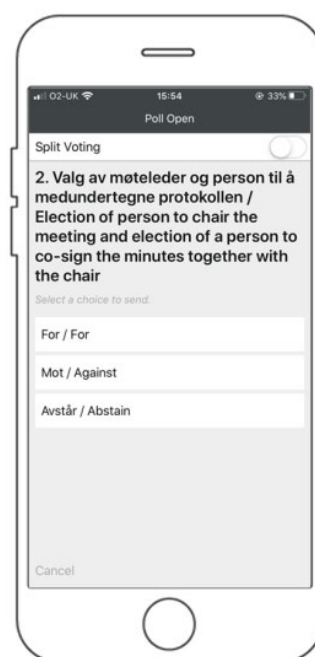 O2-UK 15:54 33%
Poll Open
Split Voting
2. Valg av møteleder og person til å
medundertegne protokollen /
Election of person to chair the
meeting and election of a person to
co-sign the minutes together with
the chair
Select a choice to send.
For / For
Mot / Against
Avstår / Abstain
Cancel